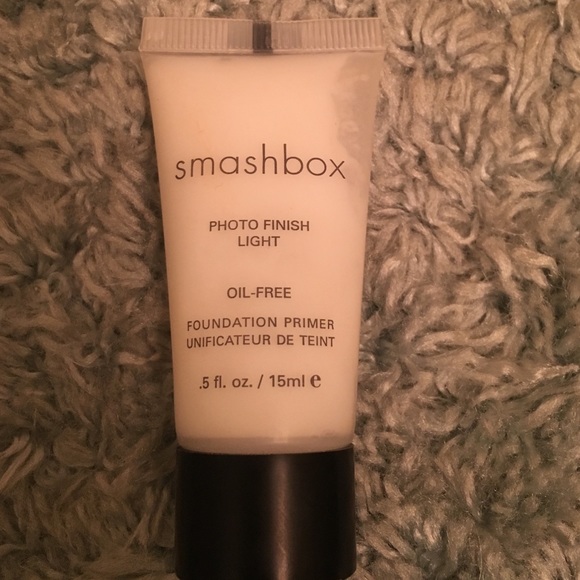 smashbox
PHOTO FINISH
LIGHT
OIL-FREE
FOUNDATION PRIMER
UNIFICATEUR DE TEINT
.5 fl. oz. / 15ml ℮